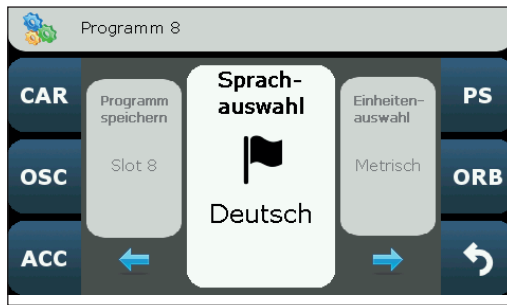 Programm 8
CAR
OSC
ACC
Programm
speichern
Slot 8
Sprach-
auswahl
Deutsch
Einheiten-
auswahl
Metrisch
PS
ORB